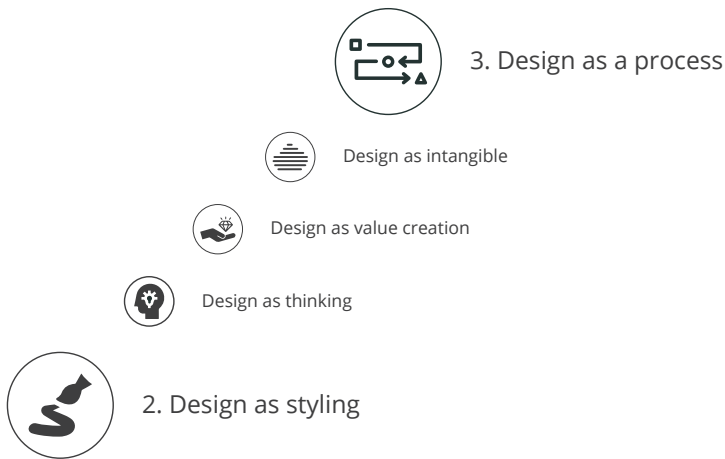 3. Design as a process
Design as intangible
Design as value creation
Design as thinking
2. Design as styling